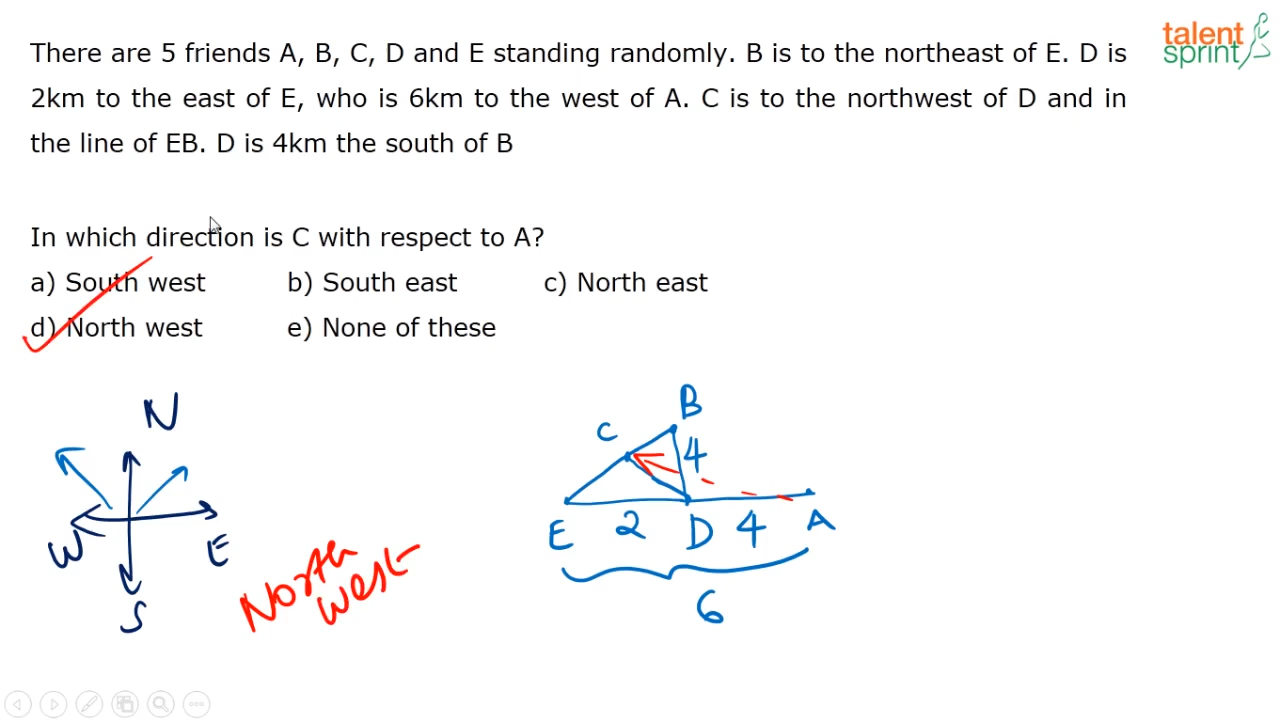 talent
sprint
There are 5 friends A, B, C, D and E standing randomly. B is to the northeast of E. D is
2km to the east of E, who is 6km to the west of A. C is to the northwest of D and in
the line of EB. D is 4km the south of B
In which direction is C with respect to A?
a) South west b) South east c) North east
d) North west e) None of these
N
W E
S
North
west
B
C 4
E 2 D 4 A
6